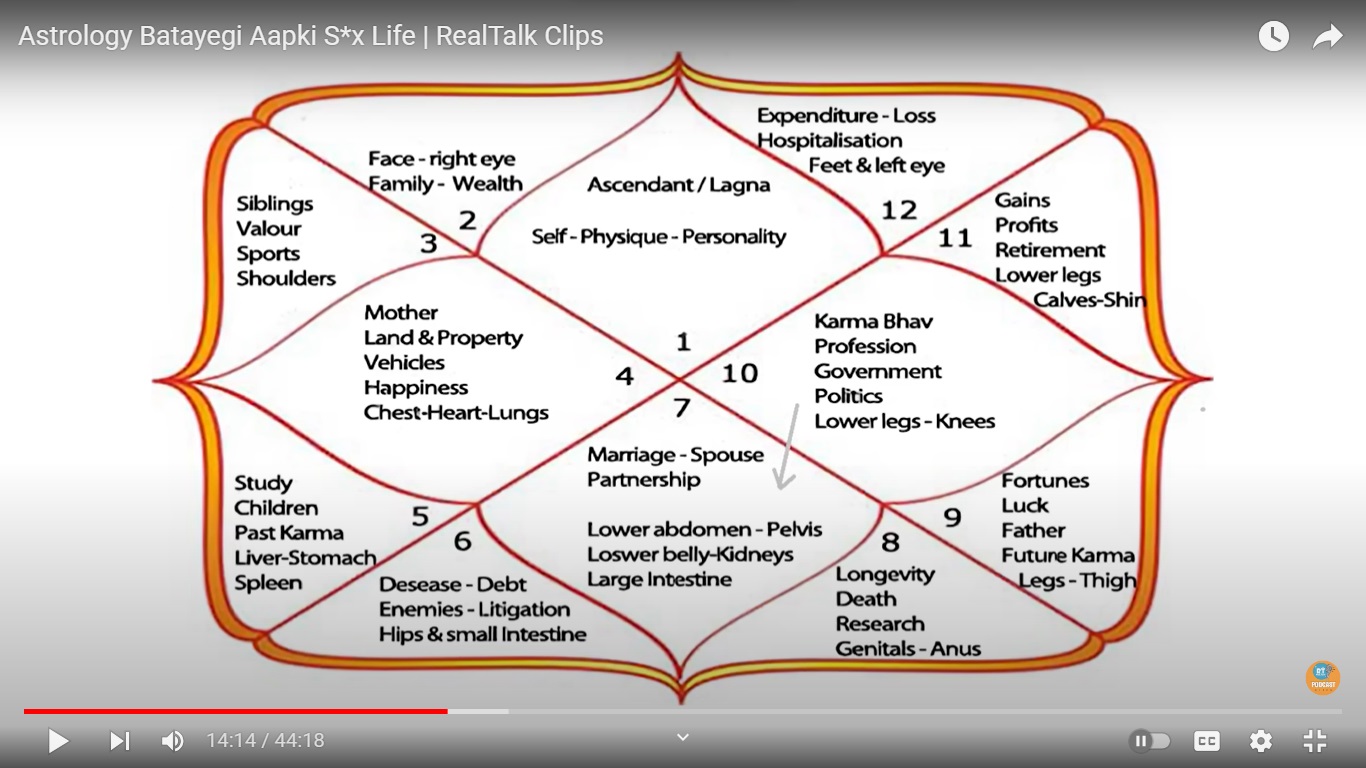 Astrology Batayegi Aapki S*x Life | RealTalk Clips
Expenditure - Loss
Hospitalisation
Feet & left eye
12
Face - right eye
Family - Wealth
2
Ascendant / Lagna
Self - Physique - Personality
1
Siblings
Valour
Sports
Shoulders
3
Gains
Profits
Retirement
Lower legs
Calves-Shin
11
Mother
Land & Property
Vehicles
Happiness
Chest-Heart-Lungs
4
Karma Bhav
Profession
Government
Politics
Lower legs - Knees
10
7
Marriage - Spouse
Partnership
Lower abdomen - Pelvis
Loswer belly-Kidneys
Large Intestine
Study
Children
Past Karma
Liver-Stomach
Spleen
5
6
Desease - Debt
Enemies - Litigation
Hips & small Intestine
8
Longevity
Death
Research
Genitals - Anus
9
Fortunes
Luck
Father
Future Karma
Legs - Thigh
PODCAST
14:14 / 44:18
CC